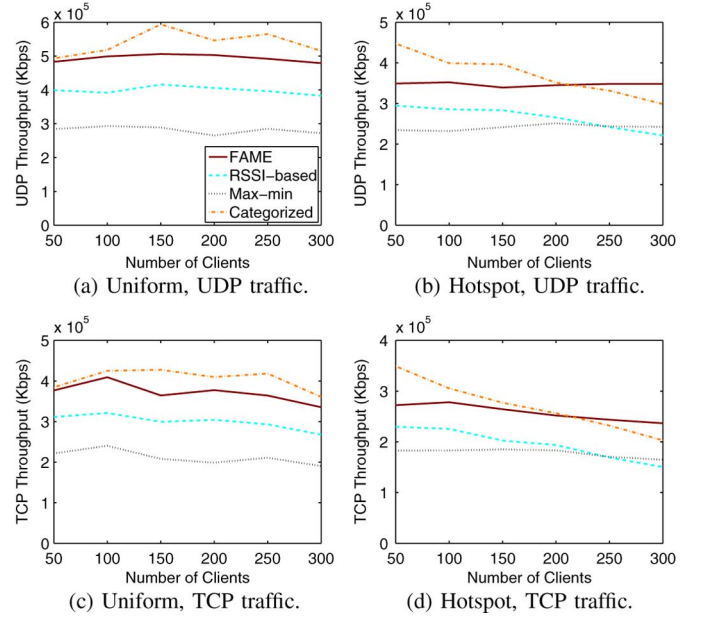 x 10^5
UDP Throughput (Kbps)
6
5
4
3
2
1
0
FAME
RSSI-based
Max-min
Categorized
50 100 150 200 250 300
Number of Clients
(a) Uniform, UDP traffic.
x 10^5
UDP Throughput (Kbps)
5
4
3
2
1
0
50 100 150 200 250 300
Number of Clients
(b) Hotspot, UDP traffic.
x 10^5
TCP Throughput (Kbps)
5
4
3
2
1
0
50 100 150 200 250 300
Number of Clients
(c) Uniform, TCP traffic.
x 10^5
TCP Throughput (Kbps)
4
3
2
1
0
50 100 150 200 250 300
Number of Clients
(d) Hotspot, TCP traffic.